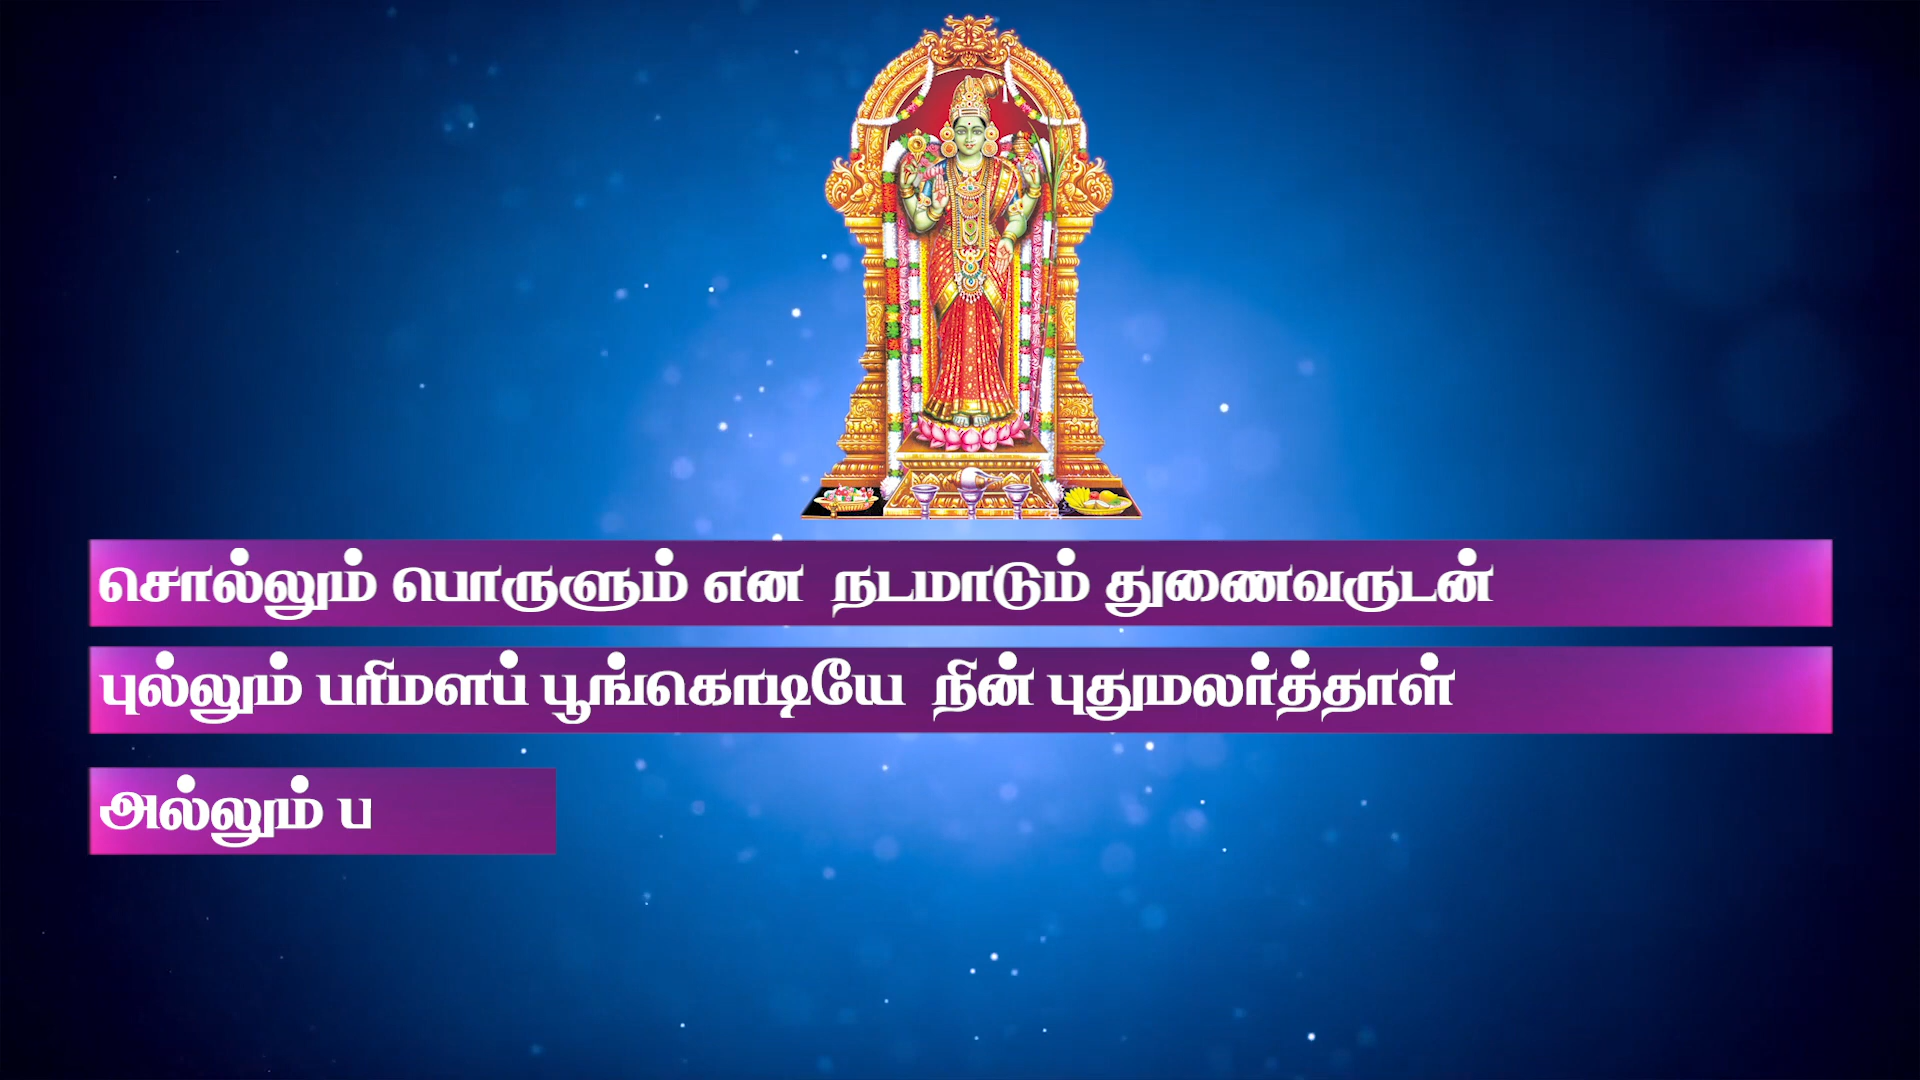 சொல்லும் பொருளும் என நடமாடும் துணைவருடன்
புல்லும் பரிமளப் பூங்கொடியே நின் புதுமலர்த்தாள்
அல்லும் ப